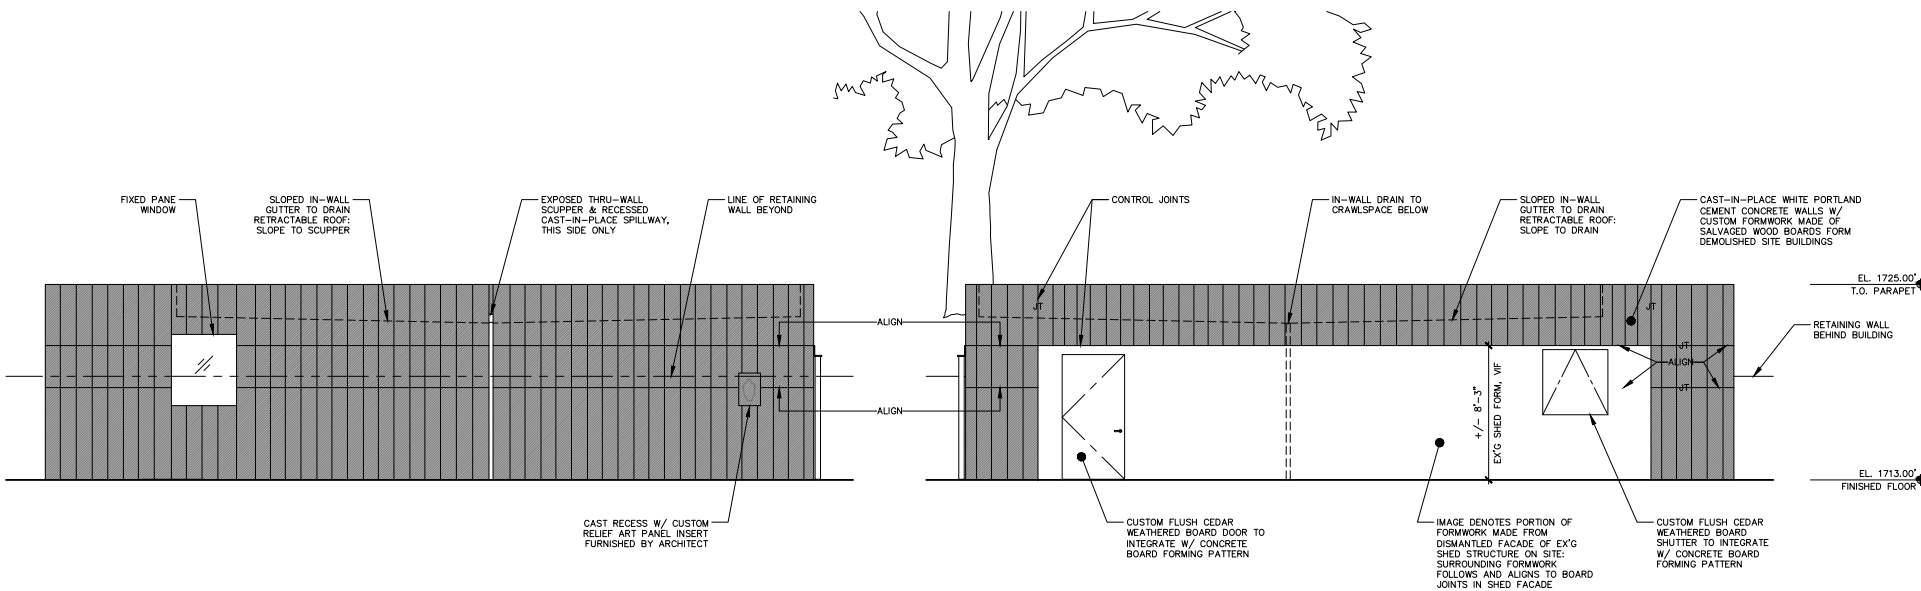 FIXED PANE
WINDOW
SLOPED IN-WALL
GUTTER TO DRAIN
RETRACTABLE ROOF:
SLOPE TO SCUPPER
EXPOSED THRU-WALL
SCUPPER & RECESSED
CAST-IN-PLACE SPILLWAY,
THIS SIDE ONLY
LINE OF RETAINING
WALL BEYOND
CONTROL JOINTS
IN-WALL DRAIN TO
CRAWLSPACE BELOW
SLOPED IN-WALL
GUTTER TO DRAIN
RETRACTABLE ROOF:
SLOPE TO DRAIN
CAST-IN-PLACE WHITE PORTLAND
CEMENT CONCRETE WALLS W/
CUSTOM FORMWORK MADE OF
SALVAGED WOOD BOARDS FORM
DEMOLISHED SITE BUILDINGS
EL. 1725.00'
T.O. PARAPET
JT
JT
ALIGN
RETAINING WALL
BEHIND BUILDING
JT
ALIGN
JT
ALIGN
+/- 8'-3"
EX'G SHED FORM, VIF
EL. 1713.00'
FINISHED FLOOR
CAST RECESS W/ CUSTOM
RELIEF ART PANEL INSERT
FURNISHED BY ARCHITECT
CUSTOM FLUSH CEDAR
WEATHERED BOARD DOOR TO
INTEGRATE W/ CONCRETE
BOARD FORMING PATTERN
IMAGE DENOTES PORTION OF
FORMWORK MADE FROM
DISMANTLED FACADE OF EX'G
SHED STRUCTURE ON SITE:
SURROUNDING FORMWORK
FOLLOWS AND ALIGNS TO BOARD
JOINTS IN SHED FACADE
CUSTOM FLUSH CEDAR
WEATHERED BOARD
SHUTTER TO INTEGRATE
W/ CONCRETE BOARD
FORMING PATTERN